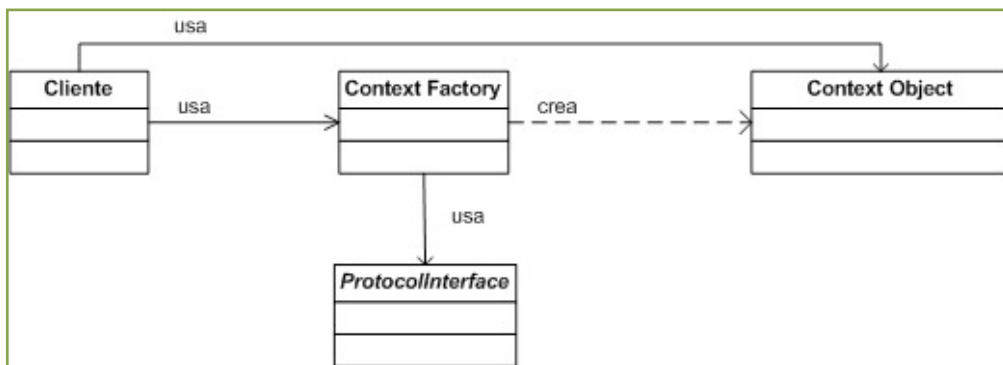 usa
Cliente
Context Factory
Context Object
usa
crea
usa
ProtocolInterface